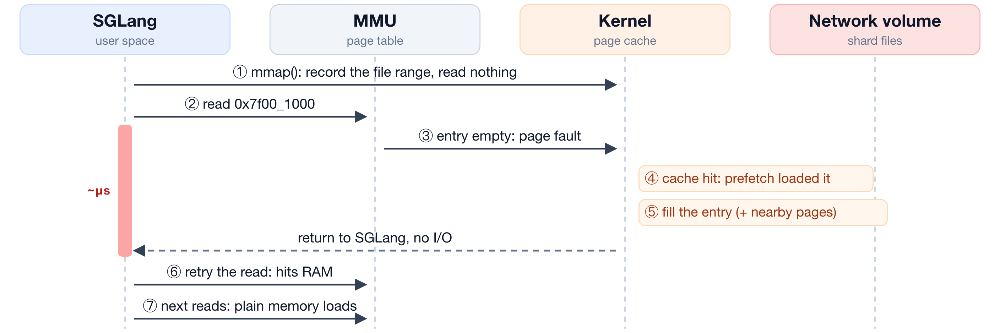 SGLang
user space
MMU
page table
Kernel
page cache
Network volume
shard files
① mmap(): record the file range, read nothing
② read 0x7f00_1000
③ entry empty: page fault
④ cache hit: prefetch loaded it
~µs
⑤ fill the entry (+ nearby pages)
return to SGLang, no I/O
⑥ retry the read: hits RAM
⑦ next reads: plain memory loads